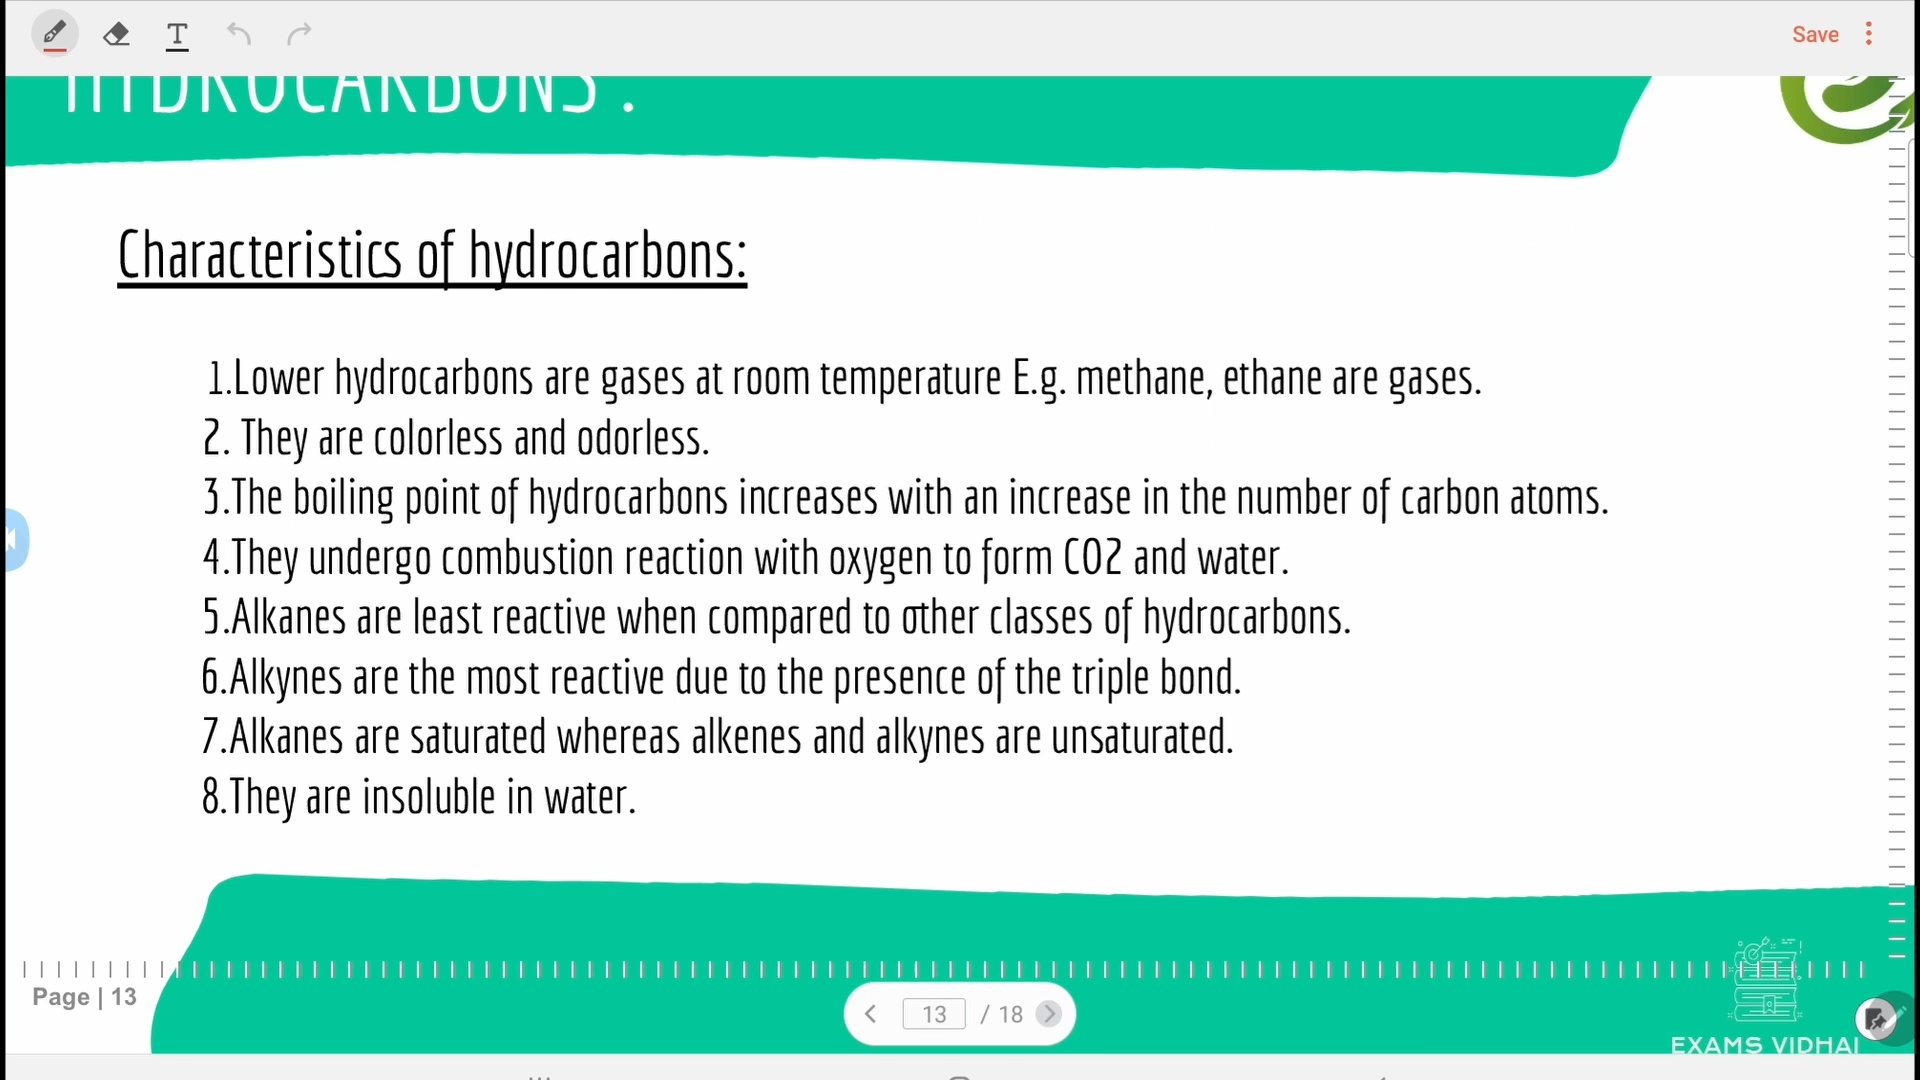 Save
HYDROCARBONS :
Characteristics of hydrocarbons:
1.Lower hydrocarbons are gases at room temperature E.g. methane, ethane are gases.
2. They are colorless and odorless.
3.The boiling point of hydrocarbons increases with an increase in the number of carbon atoms.
4.They undergo combustion reaction with oxygen to form CO2 and water.
5.Alkanes are least reactive when compared to other classes of hydrocarbons.
6.Alkynes are the most reactive due to the presence of the triple bond.
7.Alkanes are saturated whereas alkenes and alkynes are unsaturated.
8.They are insoluble in water.
Page | 13
13 / 18
EXAMS VIDHAI